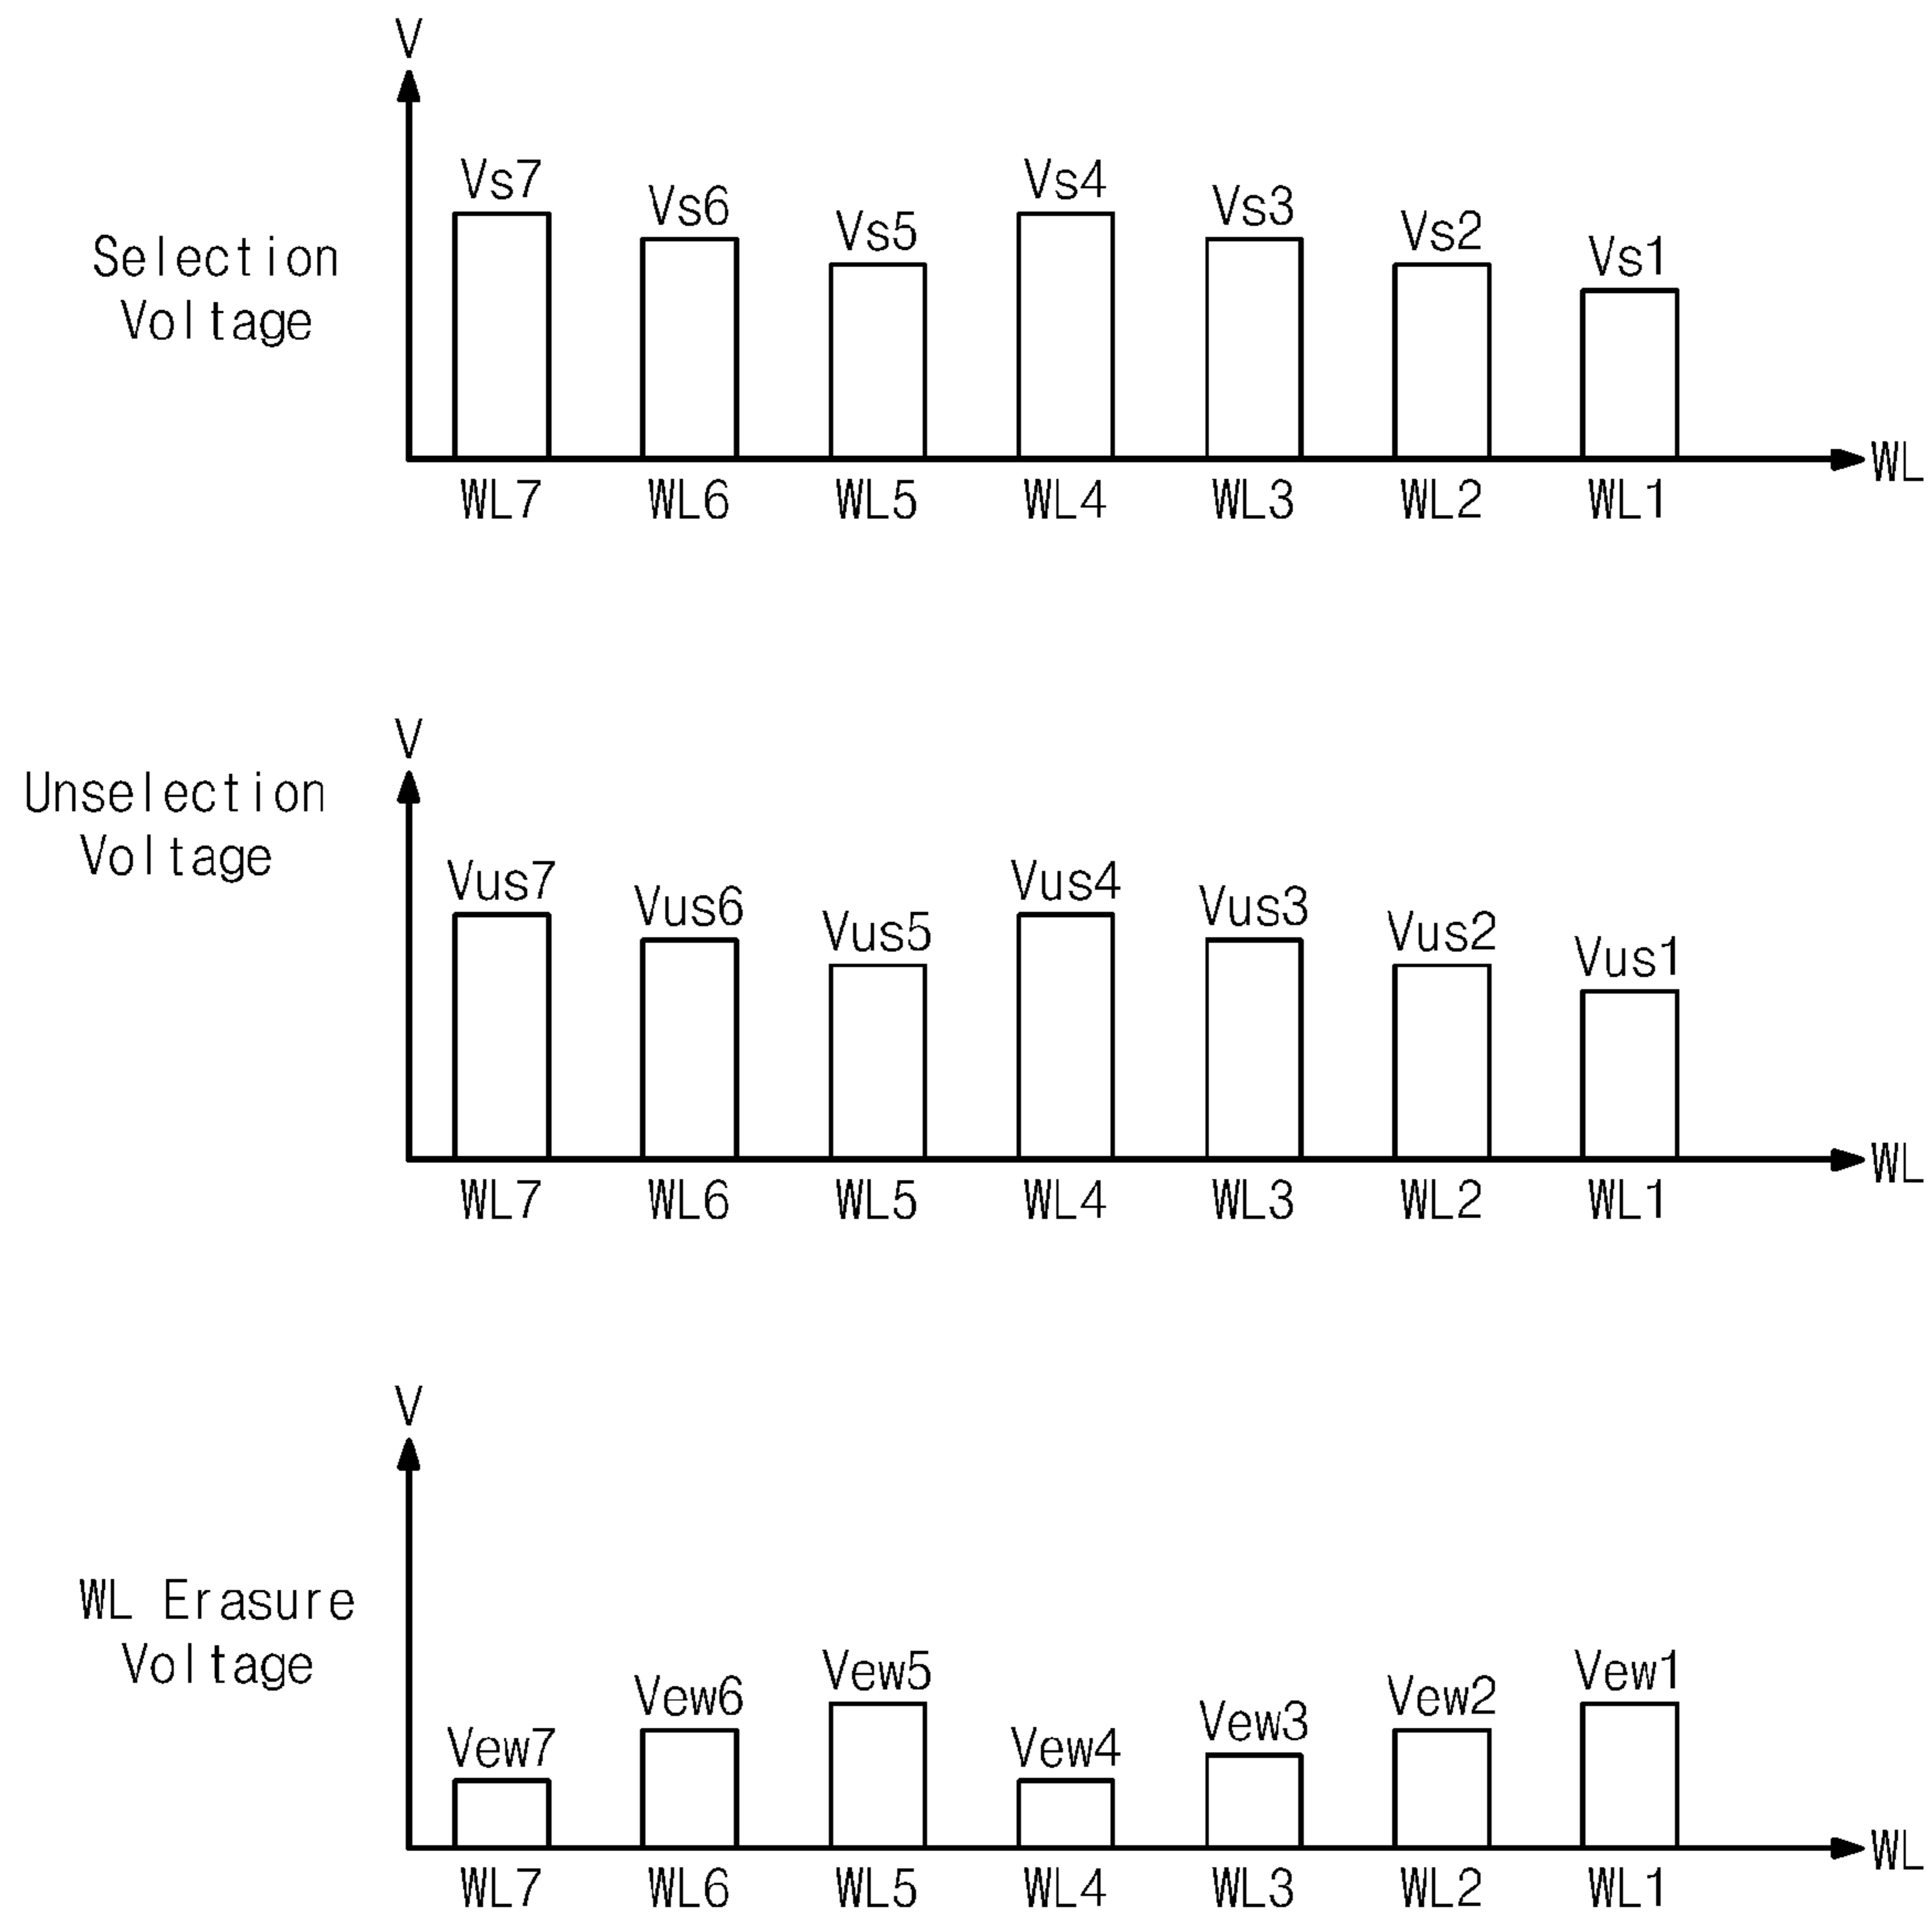 V
Vs7 Vs6 Vs5 Vs4 Vs3 Vs2 Vs1
Selection
Voltage
WL
WL7 WL6 WL5 WL4 WL3 WL2 WL1
V
Unselection
Voltage
Vus7 Vus6 Vus5 Vus4 Vus3 Vus2 Vus1
WL
WL7 WL6 WL5 WL4 WL3 WL2 WL1
V
WL Erasure
Voltage
Vew7 Vew6 Vew5 Vew4 Vew3 Vew2 Vew1
WL
WL7 WL6 WL5 WL4 WL3 WL2 WL1